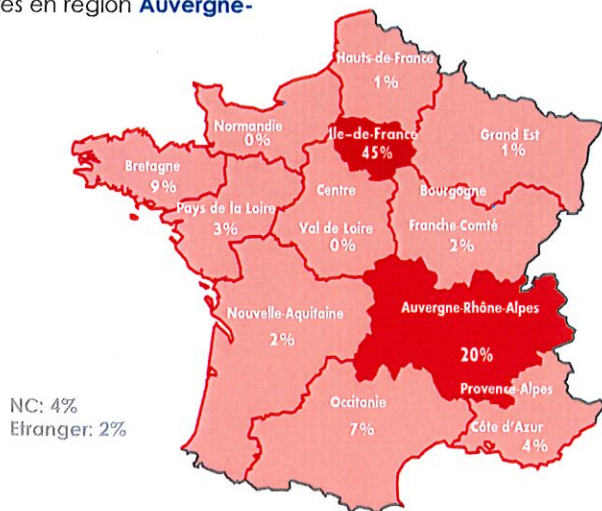 es en région Auvergne-
Hauts-de-France
1%
Normandie
0%
Ile-de-France
45%
Grand Est
1%
Bretagne
9%
Centre
Val de Loire
0%
Bourgogne
Franche-Comté
2%
Pays de la Loire
3%
Nouvelle-Aquitaine
2%
Auvergne-Rhône-Alpes
20%
Provence-Alpes
Côte d'Azur
4%
Occitanie
7%
NC: 4%
Etranger: 2%